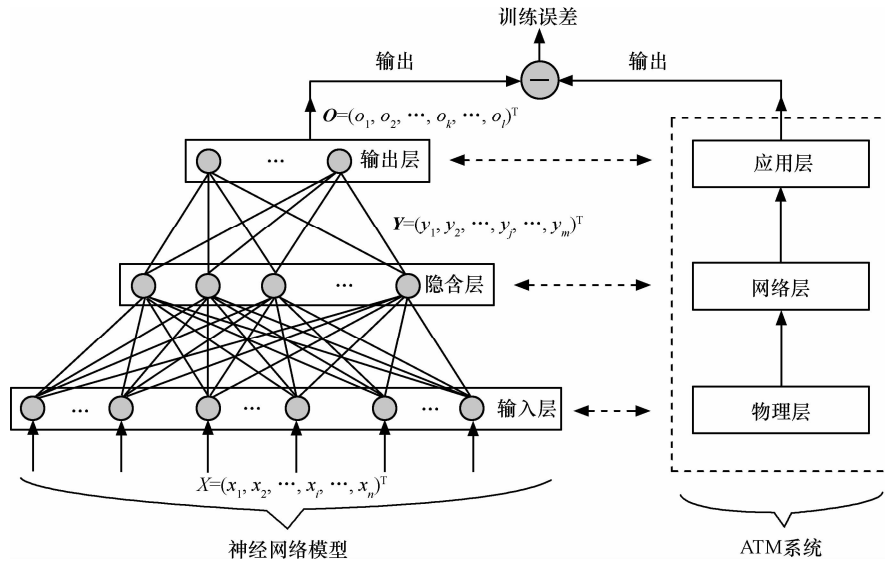 训练误差
输出
输出
−
O=(o1, o2, …, ok, …, ol)T
… 输出层
应用层
Y=(y1, y2, …, yj, …, ym)T
… 隐含层
网络层
… … … 输入层
物理层
X=(x1, x2, …, xi, …, xn)T
神经网络模型
ATM系统